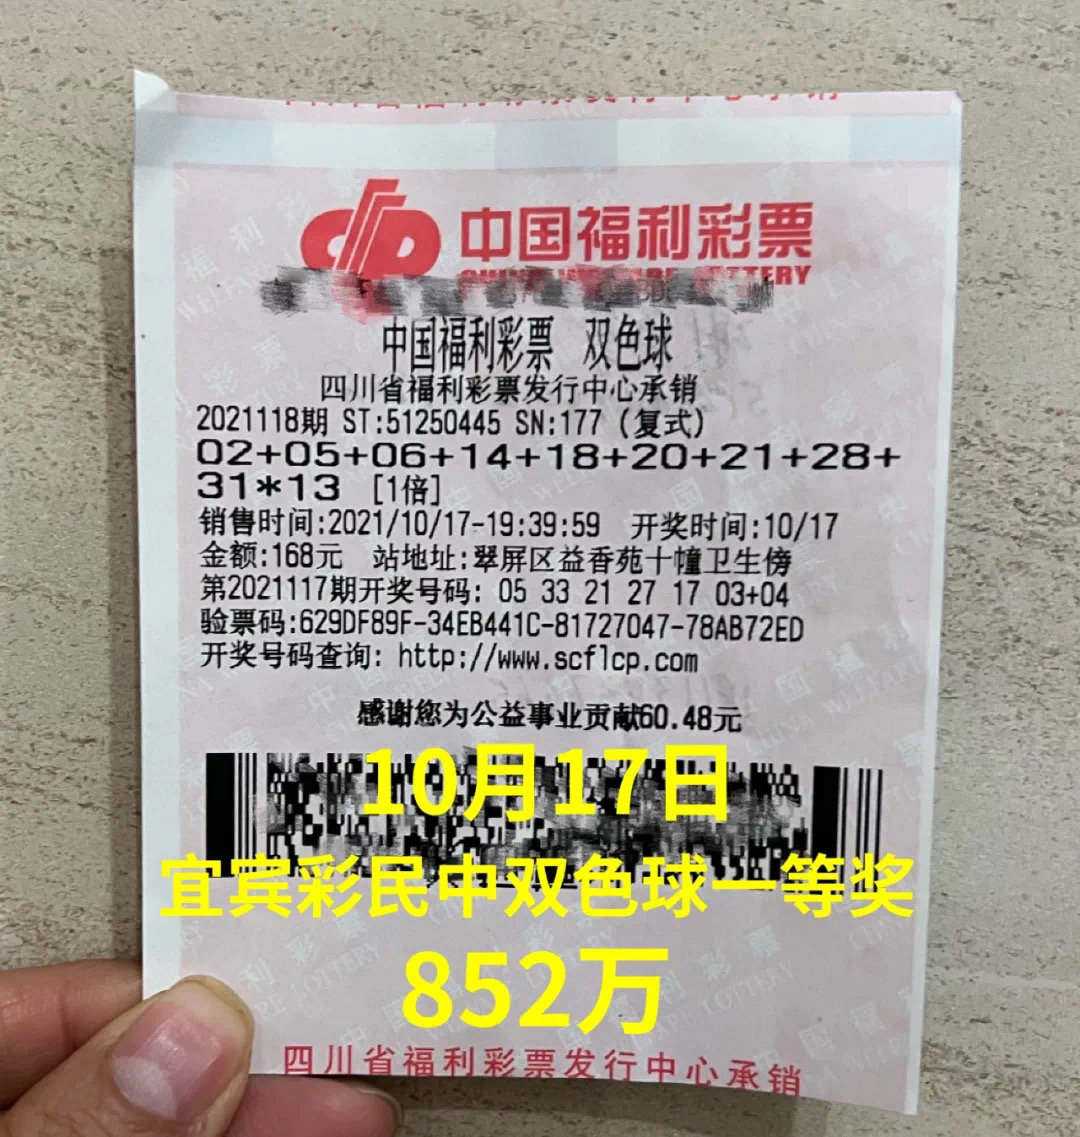 中国福利彩票
中国福利彩票 双色球
四川省福利彩票发行中心承销
2021118期 ST:51250445 SN:177 (复式)
02+05+06+14+18+20+21+28+
31*13 [1倍]
销售时间:2021/10/17-19:39:59 开奖时间:10/17
金额:168元 站地址:翠屏区益香苑十幢卫生傍
第2021117期开奖号码: 05 33 21 27 17 03+04
验票码:629DF89F-34EB441C-81727047-78AB72ED
开奖号码查询: http://www.scflcp.com
感谢您为公益事业贡献60.48元
10月17日
宜宾彩民中双色球一等奖
852万
四川省福利彩票发行中心承销